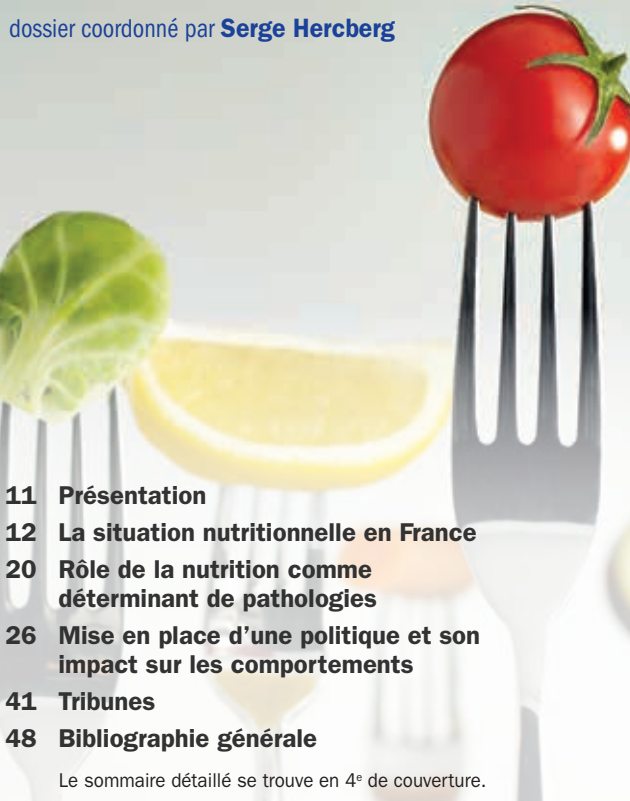 dossier coordonné par Serge Hercberg
11 Présentation
12 La situation nutritionnelle en France
20 Rôle de la nutrition comme
déterminant de pathologies
26 Mise en place d’une politique et son
impact sur les comportements
41 Tribunes
48 Bibliographie générale
Le sommaire détaillé se trouve en 4e de couverture.